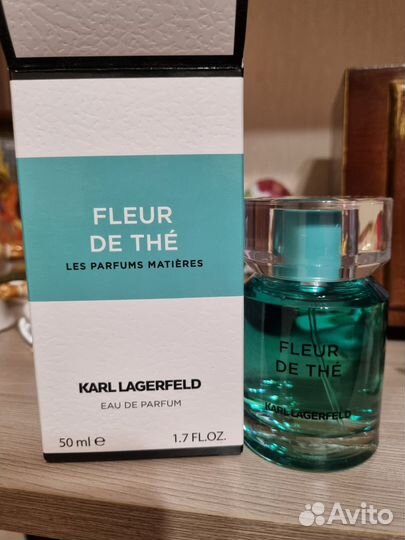 FLEUR
DE THÉ
LES PARFUMS MATIÈRES
KARL LAGERFELD
EAU DE PARFUM
50 ml ℮ 1.7 FL.OZ.
FLEUR
DE THÉ
KARL LAGERFELD
Avito